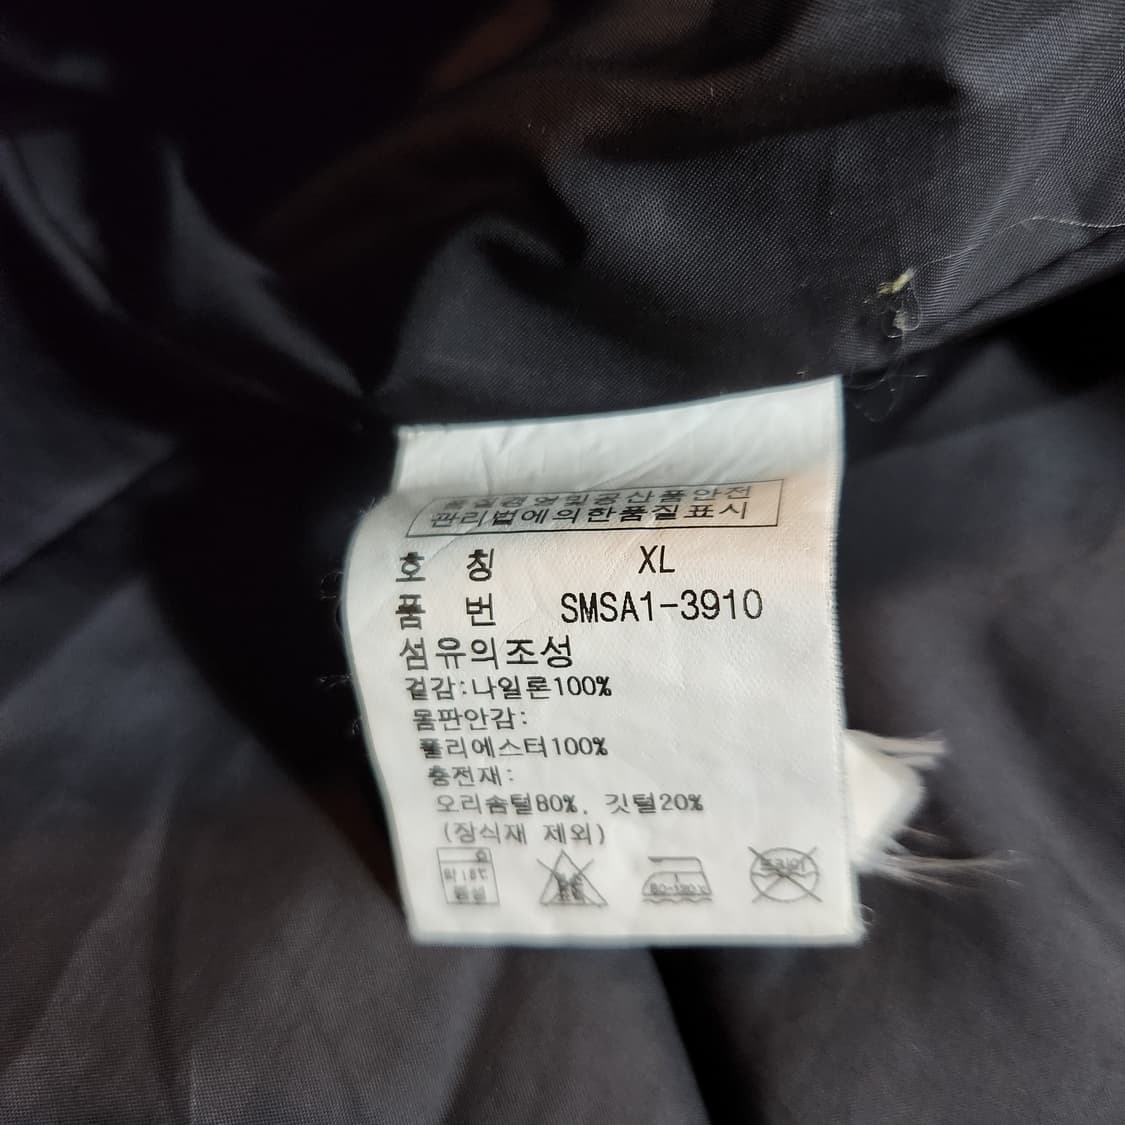 품질경영및공산품안전
관리법에의한품질표시
호 칭 XL
품 번 SMSA1-3910
섬유의조성
겉감:나일론100%
몸판안감:
폴리에스터100%
충전재:
오리솜털80%, 깃털20%
(장식재 제외)
드라이